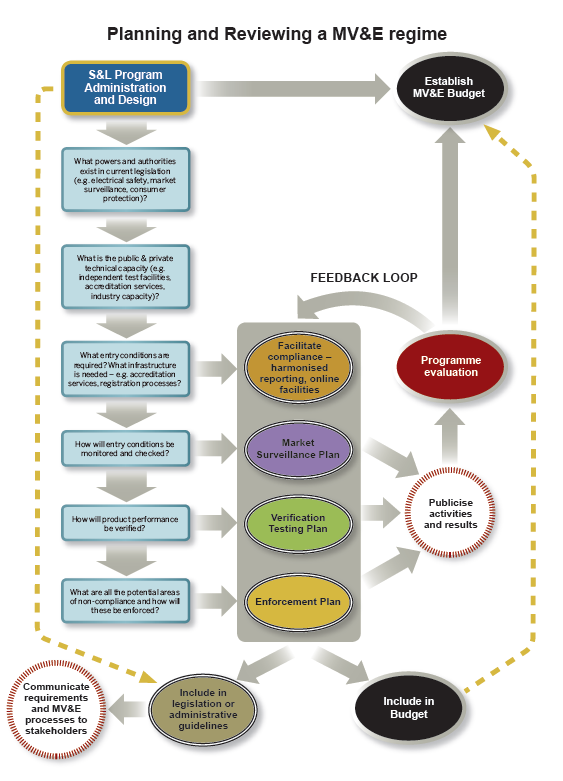 Planning and Reviewing a MV&E regime
S&L Program
Administration
and Design
Establish
MV&E Budget
What powers and authorities
exist in current legislation
(e.g. electrical safety, market
surveillance, consumer
protection)?
What is the public & private
technical capacity (e.g.
independent test facilities,
accreditation services,
industry capacity)?
FEEDBACK LOOP
What entry conditions are
required? What infrastructure
is needed – e.g. accreditation
services, registration processes?
Facilitate
compliance –
harmonised
reporting, online
facilities
Programme
evaluation
How will entry conditions be
monitored and checked?
Market
Surveillance Plan
How will product performance
be verified?
Verification
Testing Plan
Publicise
activities
and results
What are all the potential areas
of non-compliance and how will
these be enforced?
Enforcement Plan
Communicate
requirements
and MV&E
processes to
stakeholders
Include in
legislation or
administrative
guidelines
Include in
Budget